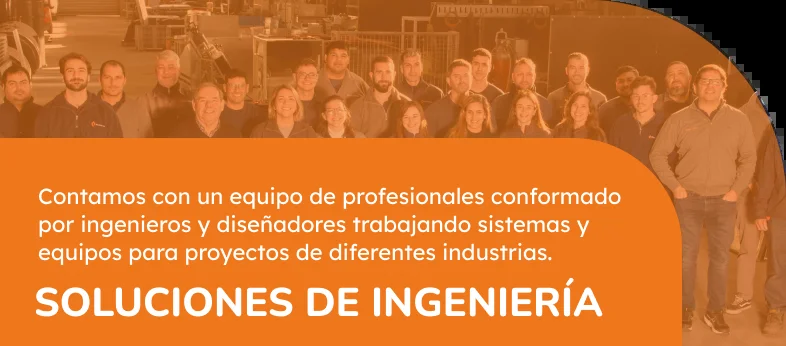 Contamos con un equipo de profesionales conformado
por ingenieros y diseñadores trabajando sistemas y
equipos para proyectos de diferentes industrias.
SOLUCIONES DE INGENIERÍA